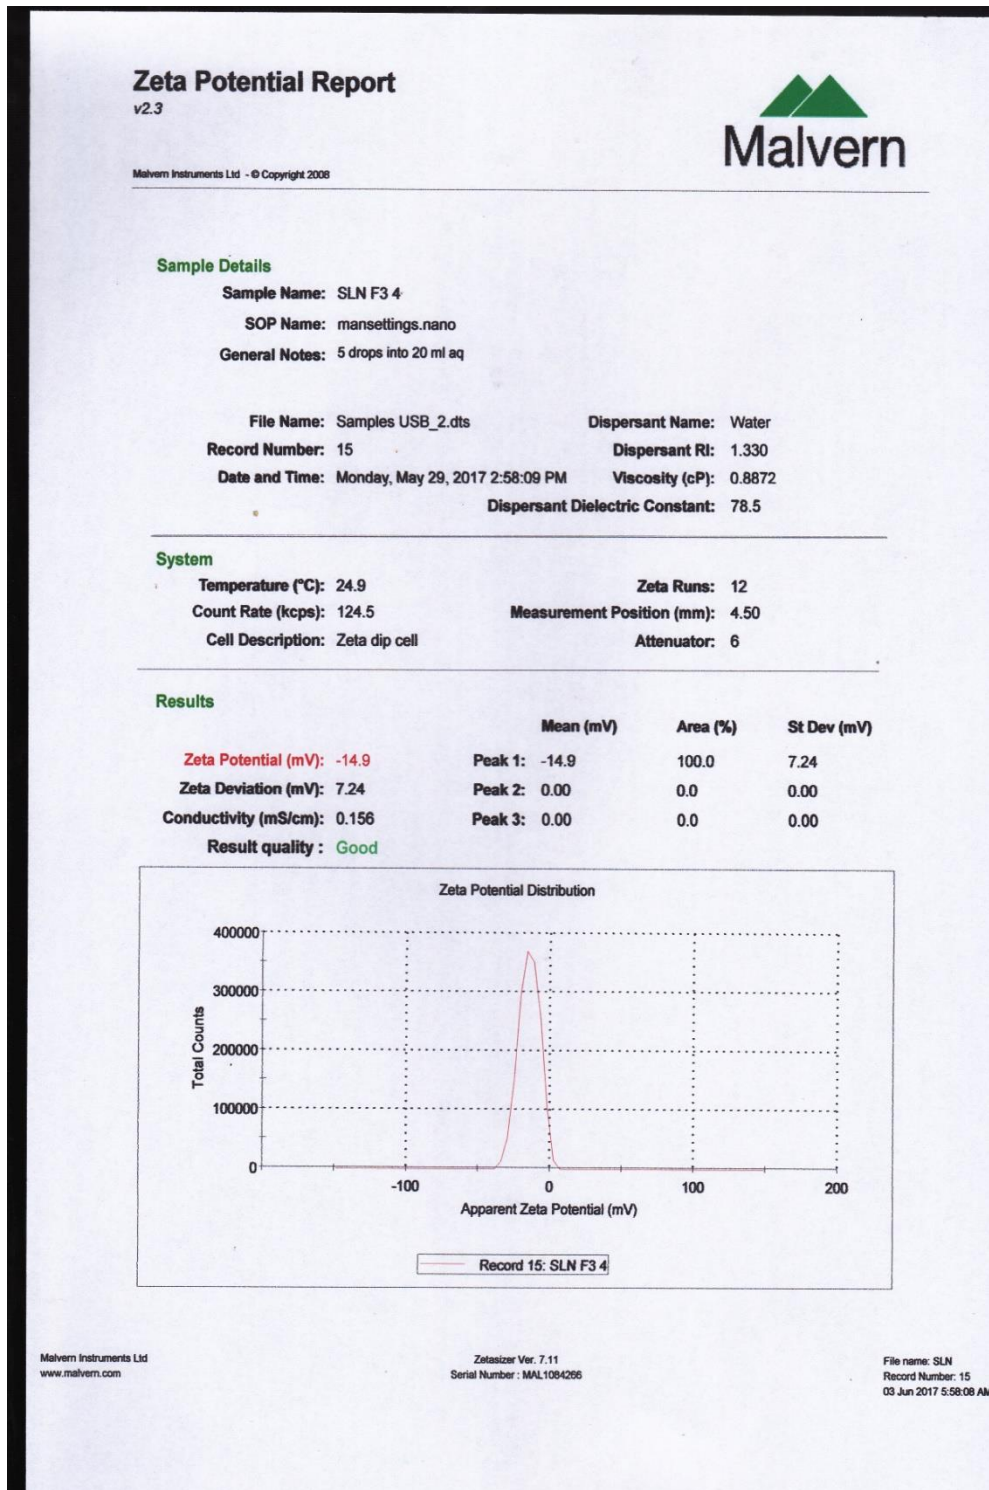 Zeta Potential Report
v2.3
Malvern
Malvern Instruments Ltd - © Copyright 2008
Sample Details
Sample Name: SLN F3 4
SOP Name: mansettings.nano
General Notes: 5 drops into 20 ml aq
File Name: Samples USB_2.dts Dispersant Name: Water
Record Number: 15 Dispersant RI: 1.330
Date and Time: Monday, May 29, 2017 2:58:09 PM Viscosity (cP): 0.8872
Dispersant Dielectric Constant: 78.5
System
Temperature (°C): 24.9 Zeta Runs: 12
Count Rate (kcps): 124.5 Measurement Position (mm): 4.50
Cell Description: Zeta dip cell Attenuator: 6
Results
Mean (mV) Area (%) St Dev (mV)
Zeta Potential (mV): -14.9 Peak 1: -14.9 100.0 7.24
Zeta Deviation (mV): 7.24 Peak 2: 0.00 0.0 0.00
Conductivity (mS/cm): 0.156 Peak 3: 0.00 0.0 0.00
Result quality : Good
Zeta Potential Distribution
400000
300000
200000
100000
0
Total Counts
-100 0 100 200
Apparent Zeta Potential (mV)
Record 15: SLN F3 4
Malvern Instruments Ltd
www.malvern.com
Zetasizer Ver. 7.11
Serial Number : MAL1084266
File name: SLN
Record Number: 15
03 Jun 2017 5:58:08 AM